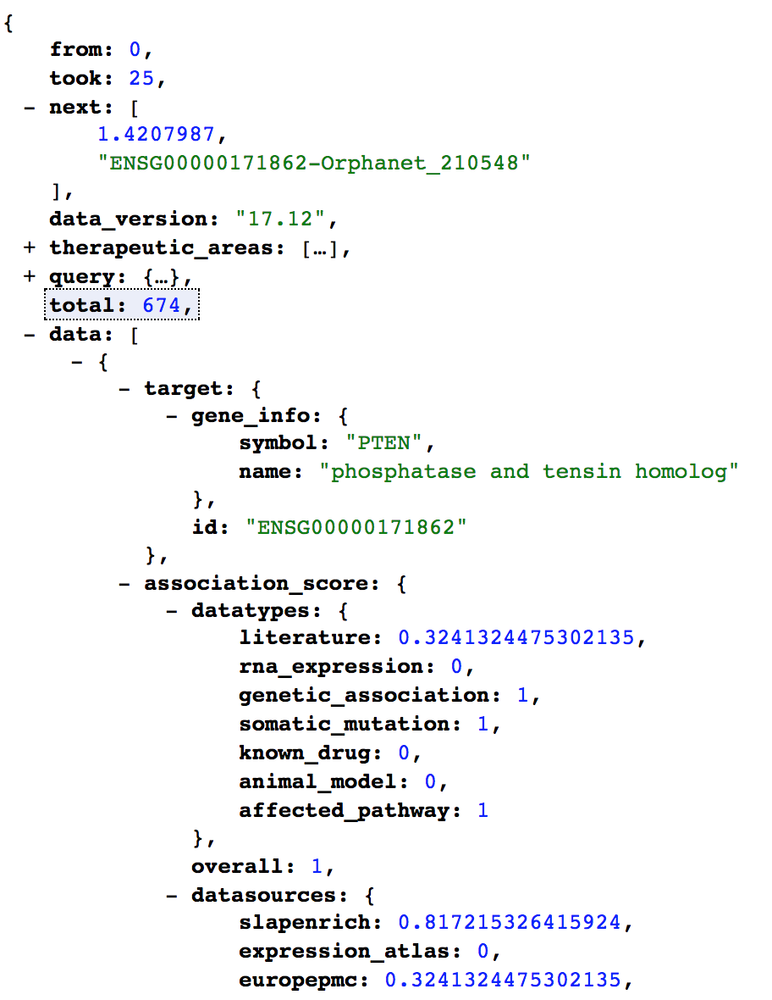 {
from: 0,
took: 25,
- next: [
1.4207987,
"ENSG00000171862-Orphanet_210548"
],
data_version: "17.12",
+ therapeutic_areas: […],
+ query: {…},
total: 674,
- data: [
- {
- target: {
- gene_info: {
symbol: "PTEN",
name: "phosphatase and tensin homolog"
},
id: "ENSG00000171862"
},
- association_score: {
- datatypes: {
literature: 0.3241324475302135,
rna_expression: 0,
genetic_association: 1,
somatic_mutation: 1,
known_drug: 0,
animal_model: 0,
affected_pathway: 1
},
overall: 1,
- datasources: {
slapenrich: 0.817215326415924,
expression_atlas: 0,
europepmc: 0.3241324475302135,